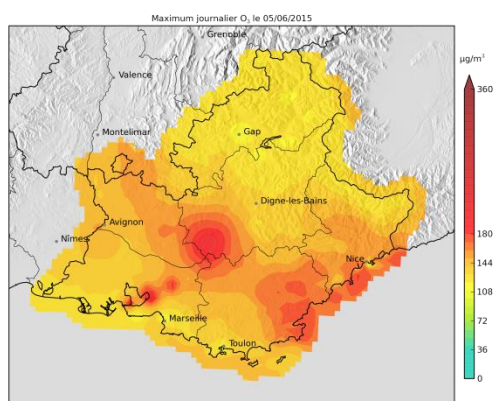 Maximum journalier O₃ le 05/06/2015
Grenoble
µg/m³
Valence
360
Montelimar
Gap
Digne-les-Bains
Avignon
Nîmes
180
Nice
144
108
Marseille
72
Toulon
36
0